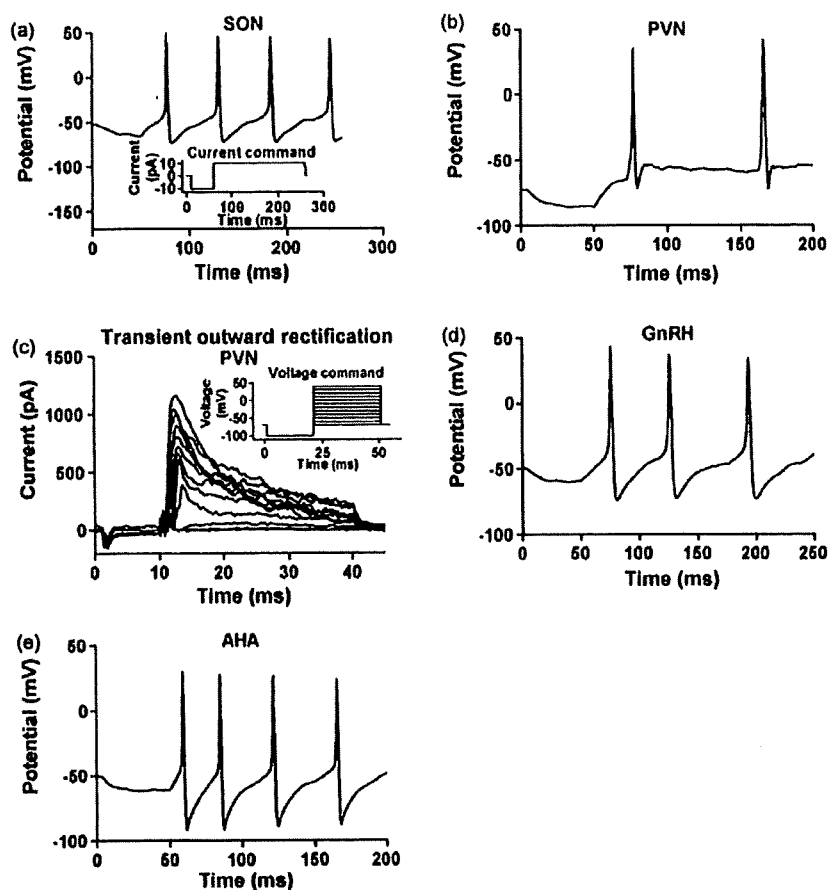 (a)
SON
Potential (mV)
50
0
-50
-100
-150
Current command
Current (pA)
10
0
-10
0 100 200 300
Time (ms)
0 100 200 300
Time (ms)
(b)
PVN
Potential (mV)
50
0
-50
-100
0 50 100 150 200
Time (ms)
(c)
Transient outward rectification
PVN
Current (pA)
1500
1000
500
0
Voltage command
Voltage (mV)
50
0
-50
-100
0 25 50
Time (ms)
0 10 20 30 40
Time (ms)
(d)
GnRH
Potential (mV)
50
0
-50
-100
0 50 100 150 200 250
Time (ms)
(e)
AHA
Potential (mV)
50
0
-50
-100
0 50 100 150 200
Time (ms)